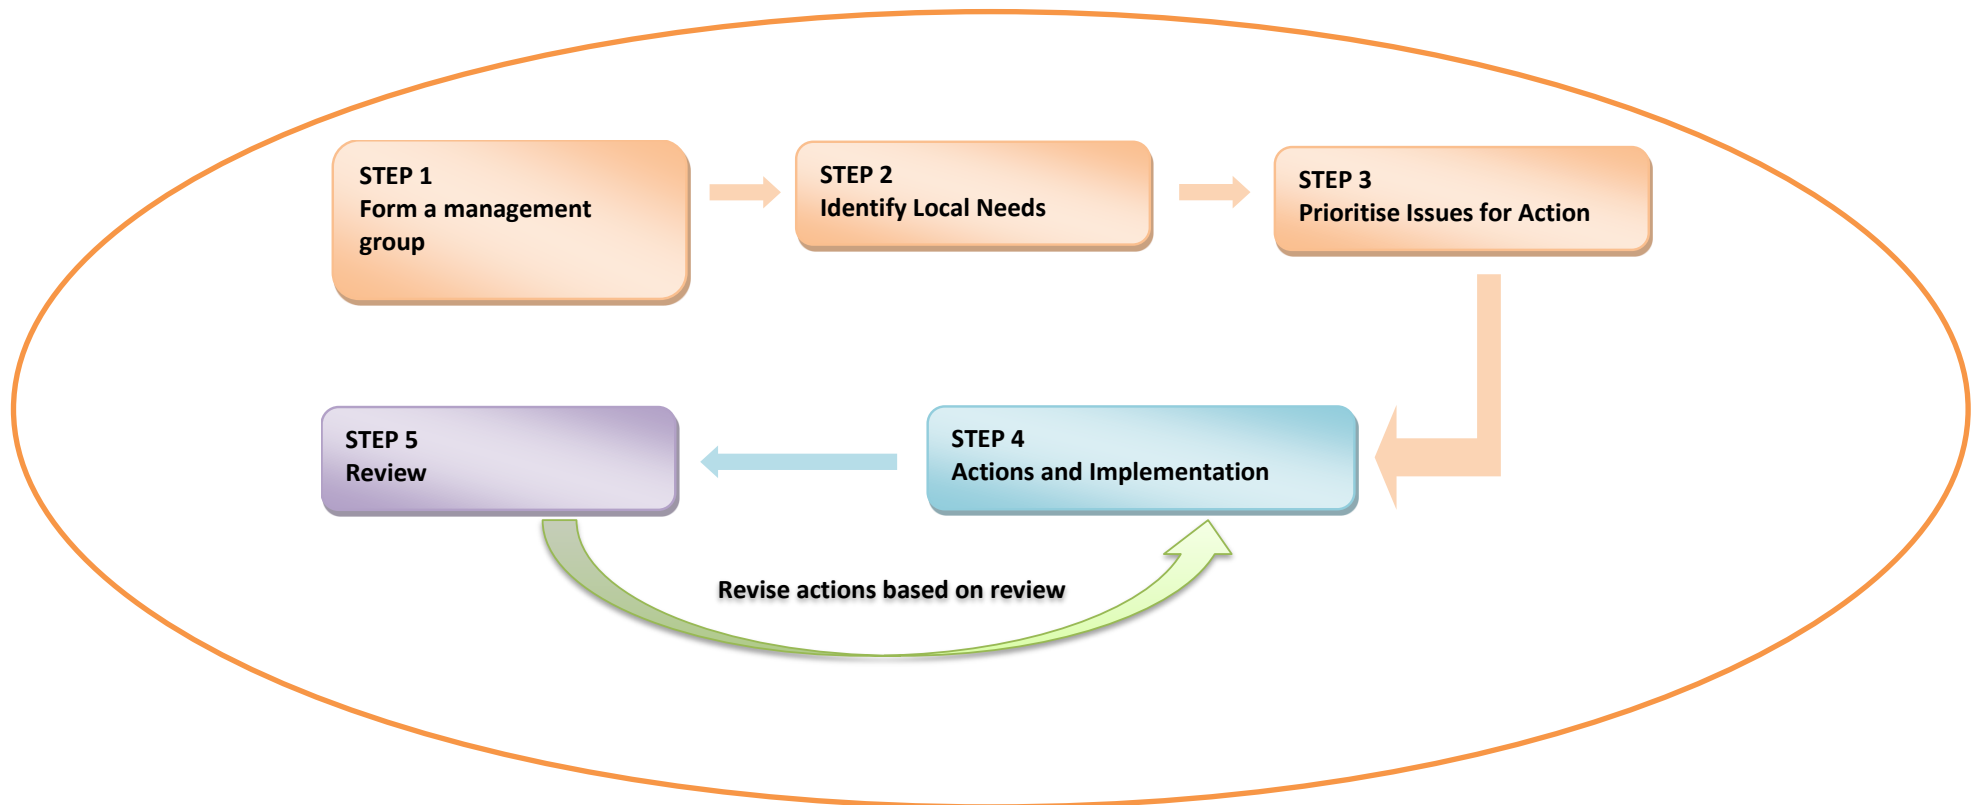 STEP 1
Form a management
group
STEP 2
Identify Local Needs
STEP 3
Prioritise Issues for Action
STEP 4
Actions and Implementation
STEP 5
Review
Revise actions based on review